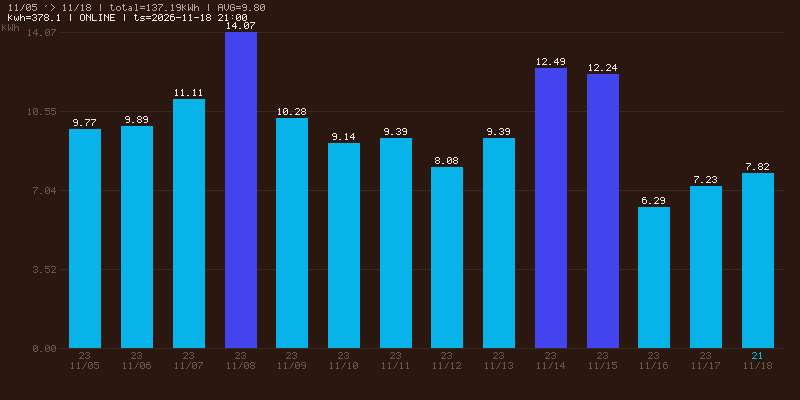 11/05 -> 11/18 | total=137.19kWh | AVG=9.80
Kwh=378.1 | ONLINE | ts=2026-11-18 21:00
kWh
14.07
10.55
7.04
3.52
0.00
9.77 9.89 11.11 14.07 10.28 9.14 9.39 8.08 9.39 12.49 12.24 6.29 7.23 7.82
23 23 23 23 23 23 23 23 23 23 23 23 23 21
11/05 11/06 11/07 11/08 11/09 11/10 11/11 11/12 11/13 11/14 11/15 11/16 11/17 11/18